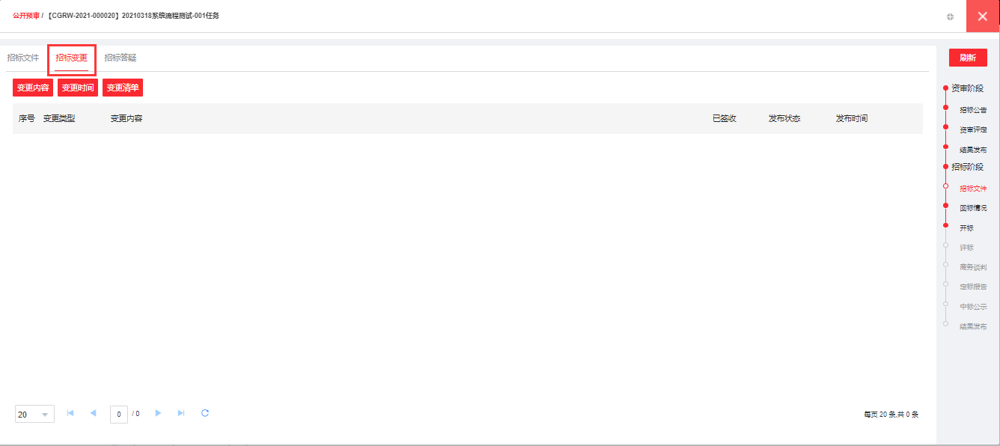 公开预审 / 【CGRW-2021-000020】20210318系统流程测试-001任务
招标文件 招标变更 招标答疑
变更内容 变更时间 变更清单
序号 变更类型 变更内容 已签收 发布状态 发布时间
20 0 / 0 每页 20 条,共 0 条
刷新
资审阶段
招标公告
资审评定
结果发布
招标阶段
招标文件
回标情况
开标
评标
商务谈判
定标报告
中标公示
结果发布